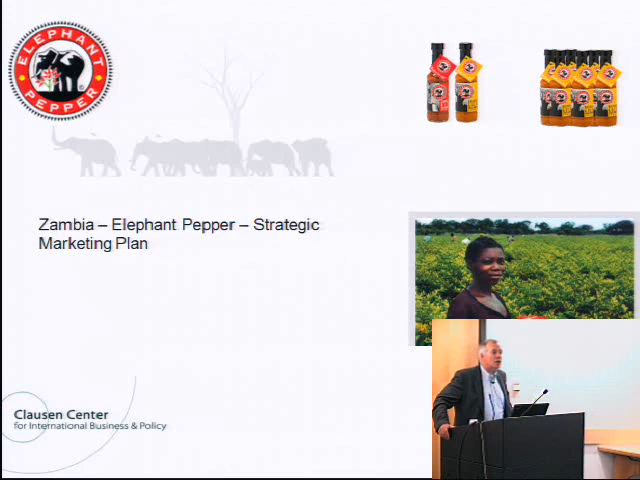 ELEPHANT
PEPPER
Zambia – Elephant Pepper – Strategic
Marketing Plan
Clausen Center
for International Business & Policy